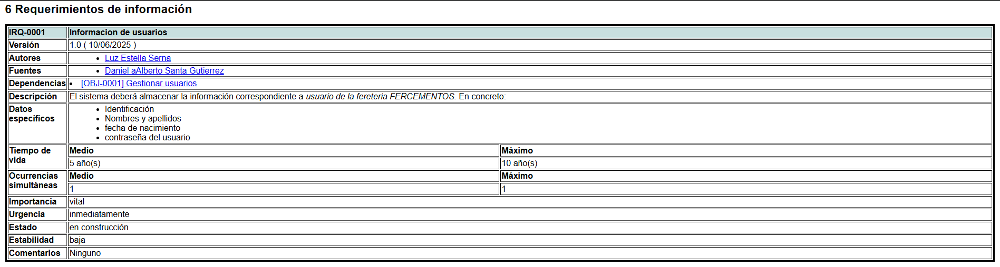 6 Requerimientos de información
IRQ-0001 Informacion de usuarios
Versión 1.0 ( 10/06/2025 )
Autores • Luz Estella Serna
Fuentes • Daniel aAlberto Santa Gutierrez
Dependencias • [OBJ-0001] Gestionar usuarios
Descripción El sistema deberá almacenar la información correspondiente a usuario de la fereteria FERCEMENTOS. En concreto:
Datos específicos • Identificación
• Nombres y apellidos
• fecha de nacimiento
• contraseña del usuario
Tiempo de vida Medio Máximo
5 año(s) 10 año(s)
Ocurrencias simultáneas Medio Máximo
1 1
Importancia vital
Urgencia inmediatamente
Estado en construcción
Estabilidad baja
Comentarios Ninguno